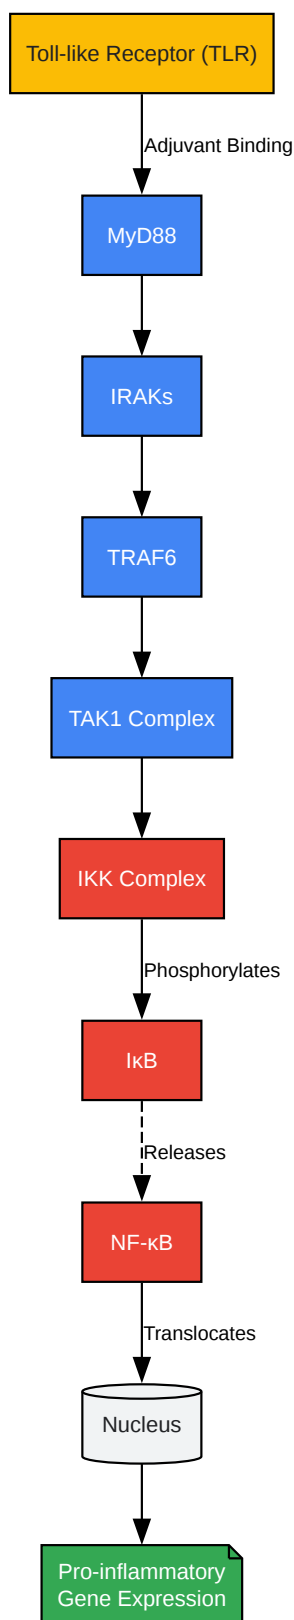 Toll-like Receptor (TLR)
Adjuvant Binding
MyD88
IRAKs
TRAF6
TAK1 Complex
IKK Complex
Phosphorylates
IκB
Releases
NF-κB
Translocates
Nucleus
Pro-inflammatory
Gene Expression